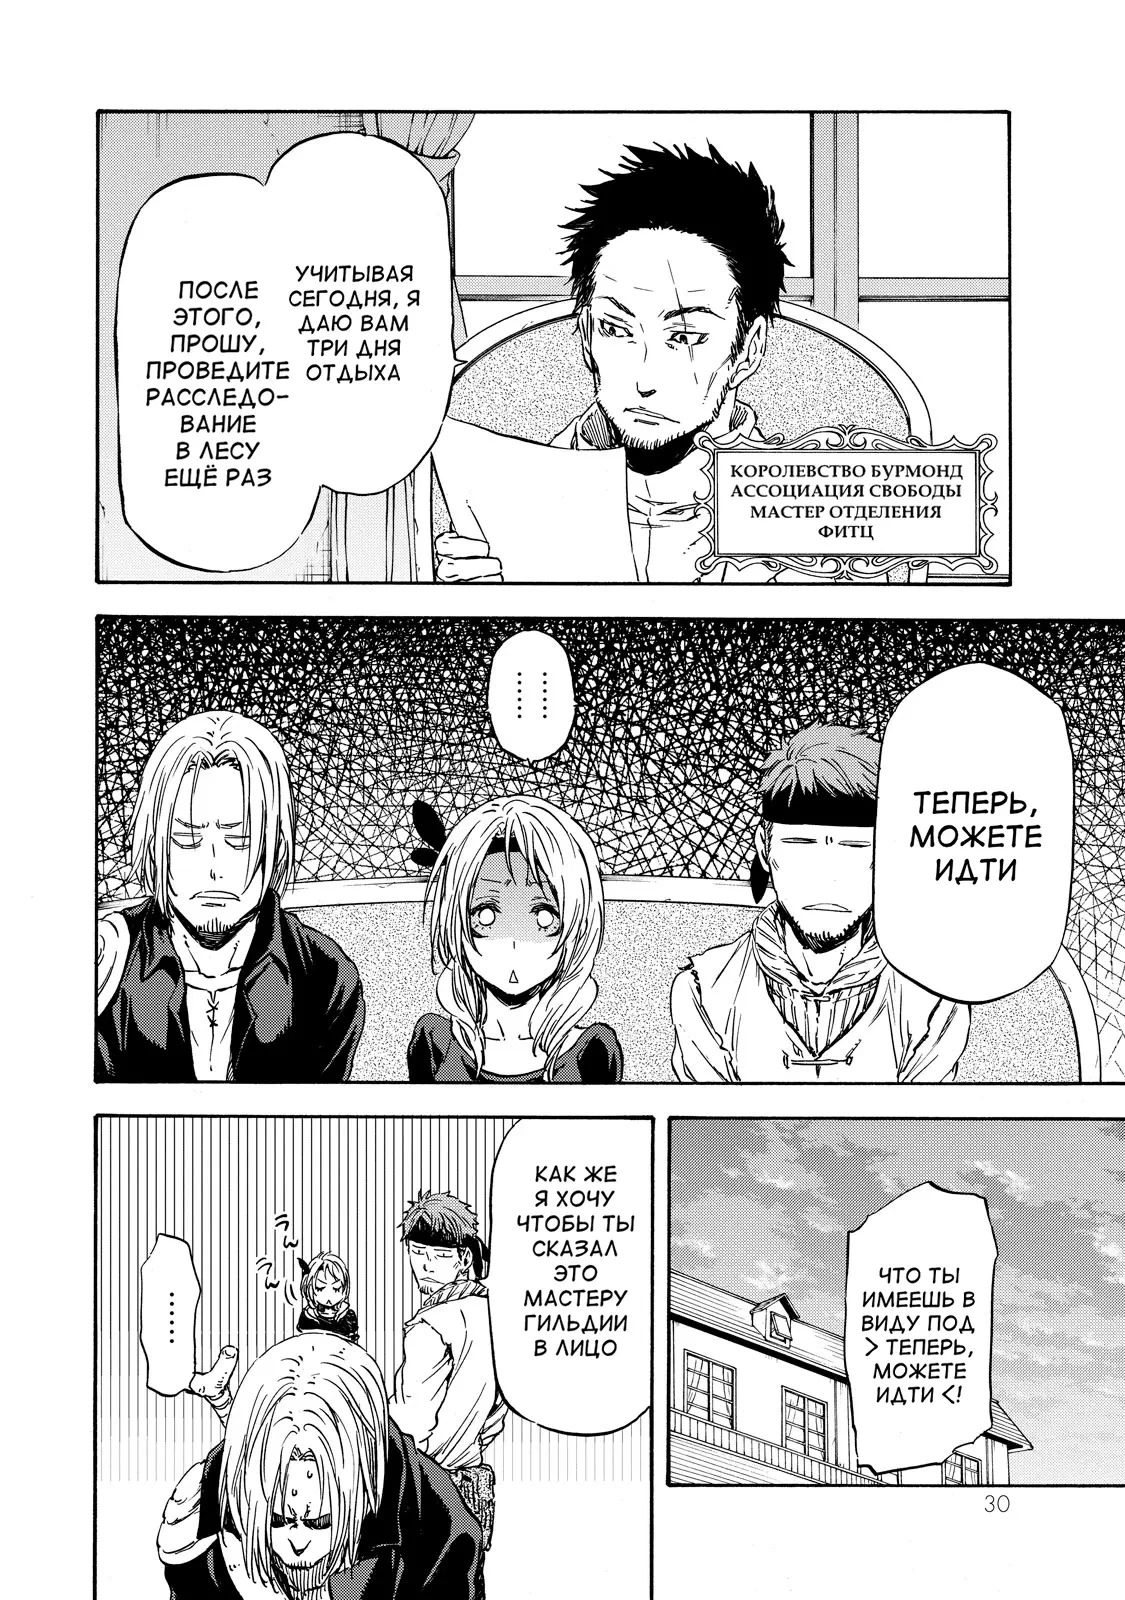 УЧИТЫВАЯ
СЕГОДНЯ, Я
ДАЮ ВАМ
ТРИ ДНЯ
ОТДЫХА
ПОСЛЕ
ЭТОГО,
ПРОШУ,
ПРОВЕДИТЕ
РАССЛЕДО-
ВАНИЕ
В ЛЕСУ
ЕЩЁ РАЗ
КОРОЛЕВСТВО БУРМОНД
АССОЦИАЦИЯ СВОБОДЫ
МАСТЕР ОТДЕЛЕНИЯ
ФИТЦ
ТЕПЕРЬ,
МОЖЕТЕ
ИДТИ
ЧТО ТЫ
ИМЕЕШЬ В
ВИДУ ПОД
> ТЕПЕРЬ,
МОЖЕТЕ
ИДТИ <!
КАК ЖЕ
Я ХОЧУ
ЧТОБЫ ТЫ
СКАЗАЛ
ЭТО
МАСТЕРУ
ГИЛЬДИИ
В ЛИЦО
30